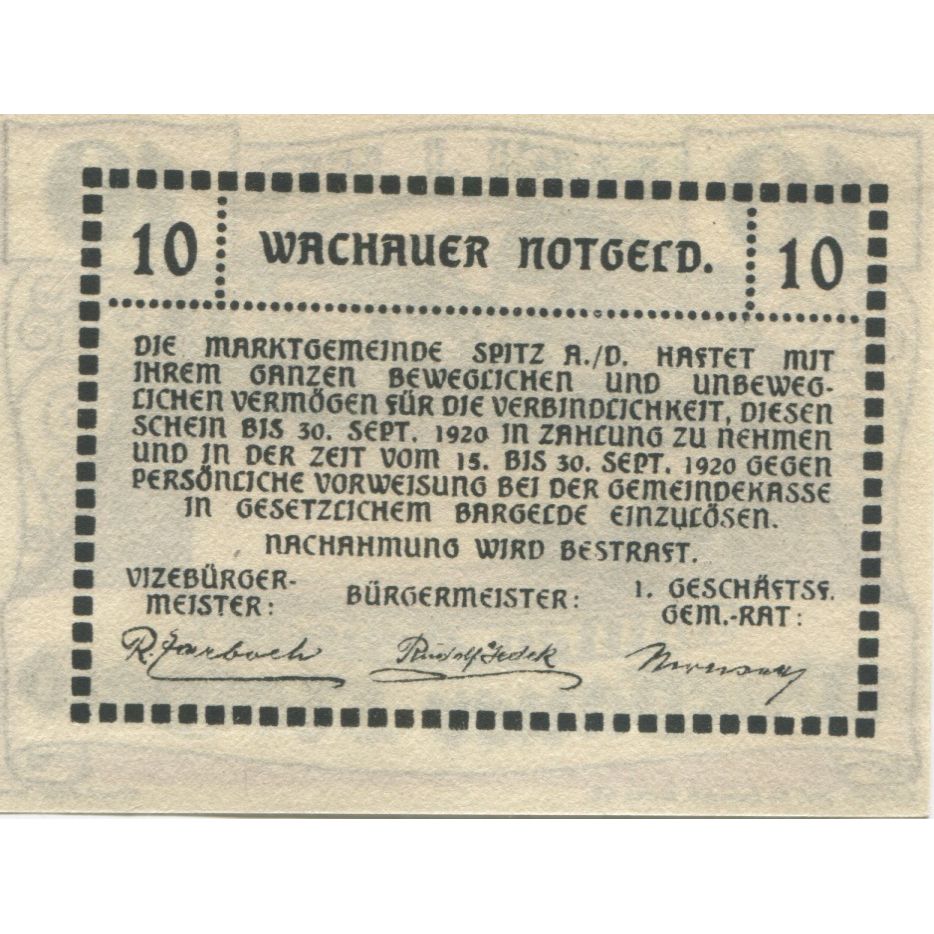 10 WACHAUER NOTGELD. 10
DIE MARKTGEMEINDE SPITZ A./D. HAFTET MIT
IHREM GANZEN BEWEGLICHEN UND UNBEWEG-
LICHEN VERMÖGEN FÜR DIE VERBINDLICHKEIT, DIESEN
SCHEIN BIS 30. SEPT. 1920 IN ZAHLUNG ZU NEHMEN
UND IN DER ZEIT VOM 15. BIS 30. SEPT. 1920 GEGEN
PERSÖNLICHE VORWEISUNG BEI DER GEMEINDEKASSE
IN GESETZLICHEM BARGELDE EINZULÖSEN.
NACHAHMUNG WIRD BESTRAFT.
VIZEBÜRGER-
MEISTER:
BÜRGERMEISTER:
1. GESCHÄFTSF.
GEM.-RAT:
R.
Rudolf